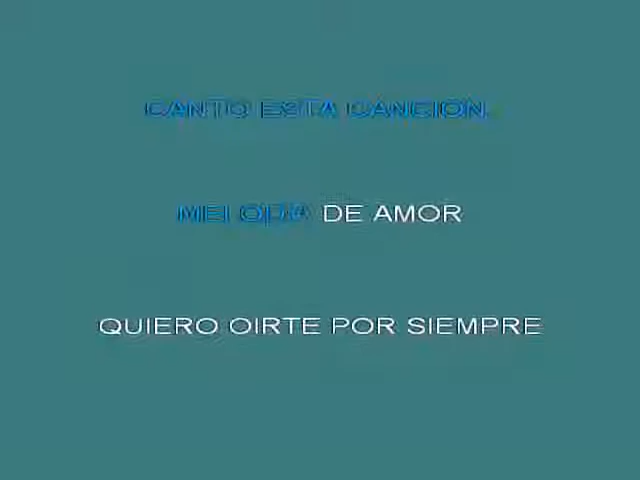 CANTO ESTA CANCION.
MELODIA DE AMOR
QUIERO OIRTE POR SIEMPRE